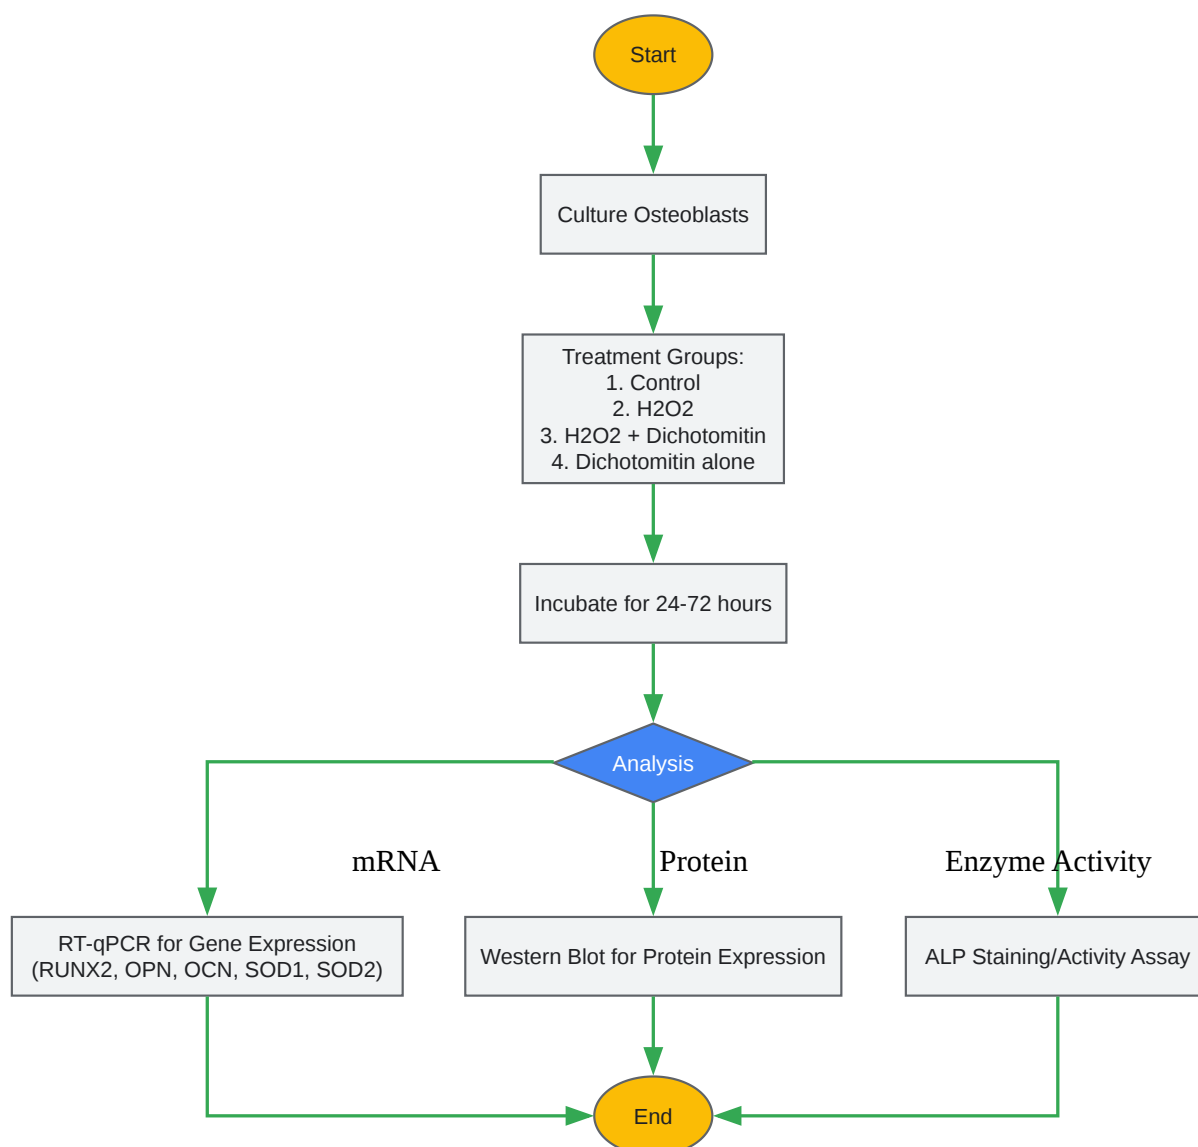 Start
Culture Osteoblasts
Treatment Groups:
1. Control
2. H2O2
3. H2O2 + Dichotomitin
4. Dichotomitin alone
Incubate for 24-72 hours
Analysis
mRNA
Protein
Enzyme Activity
RT-qPCR for Gene Expression
(RUNX2, OPN, OCN, SOD1, SOD2)
Western Blot for Protein Expression
ALP Staining/Activity Assay
End